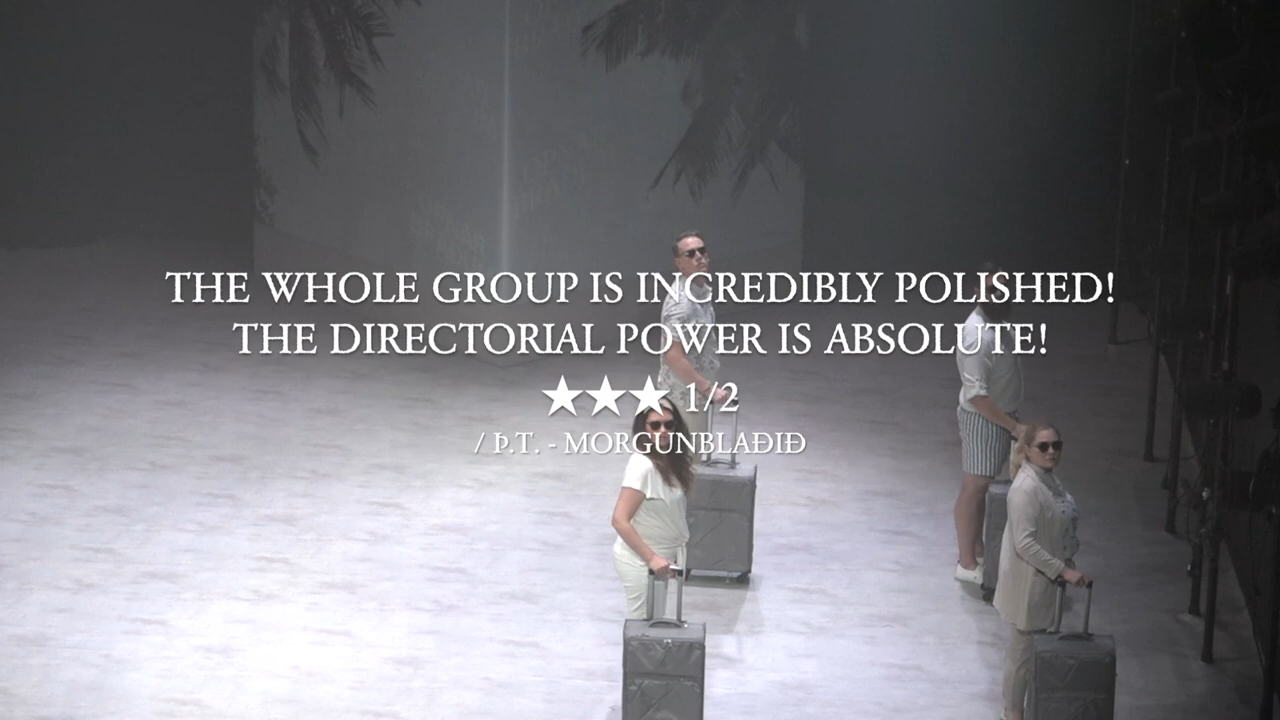 THE WHOLE GROUP IS INCREDIBLY POLISHED!
THE DIRECTORIAL POWER IS ABSOLUTE!
★★★ 1/2
/ Þ.T. - MORGUNBLAÐIÐ